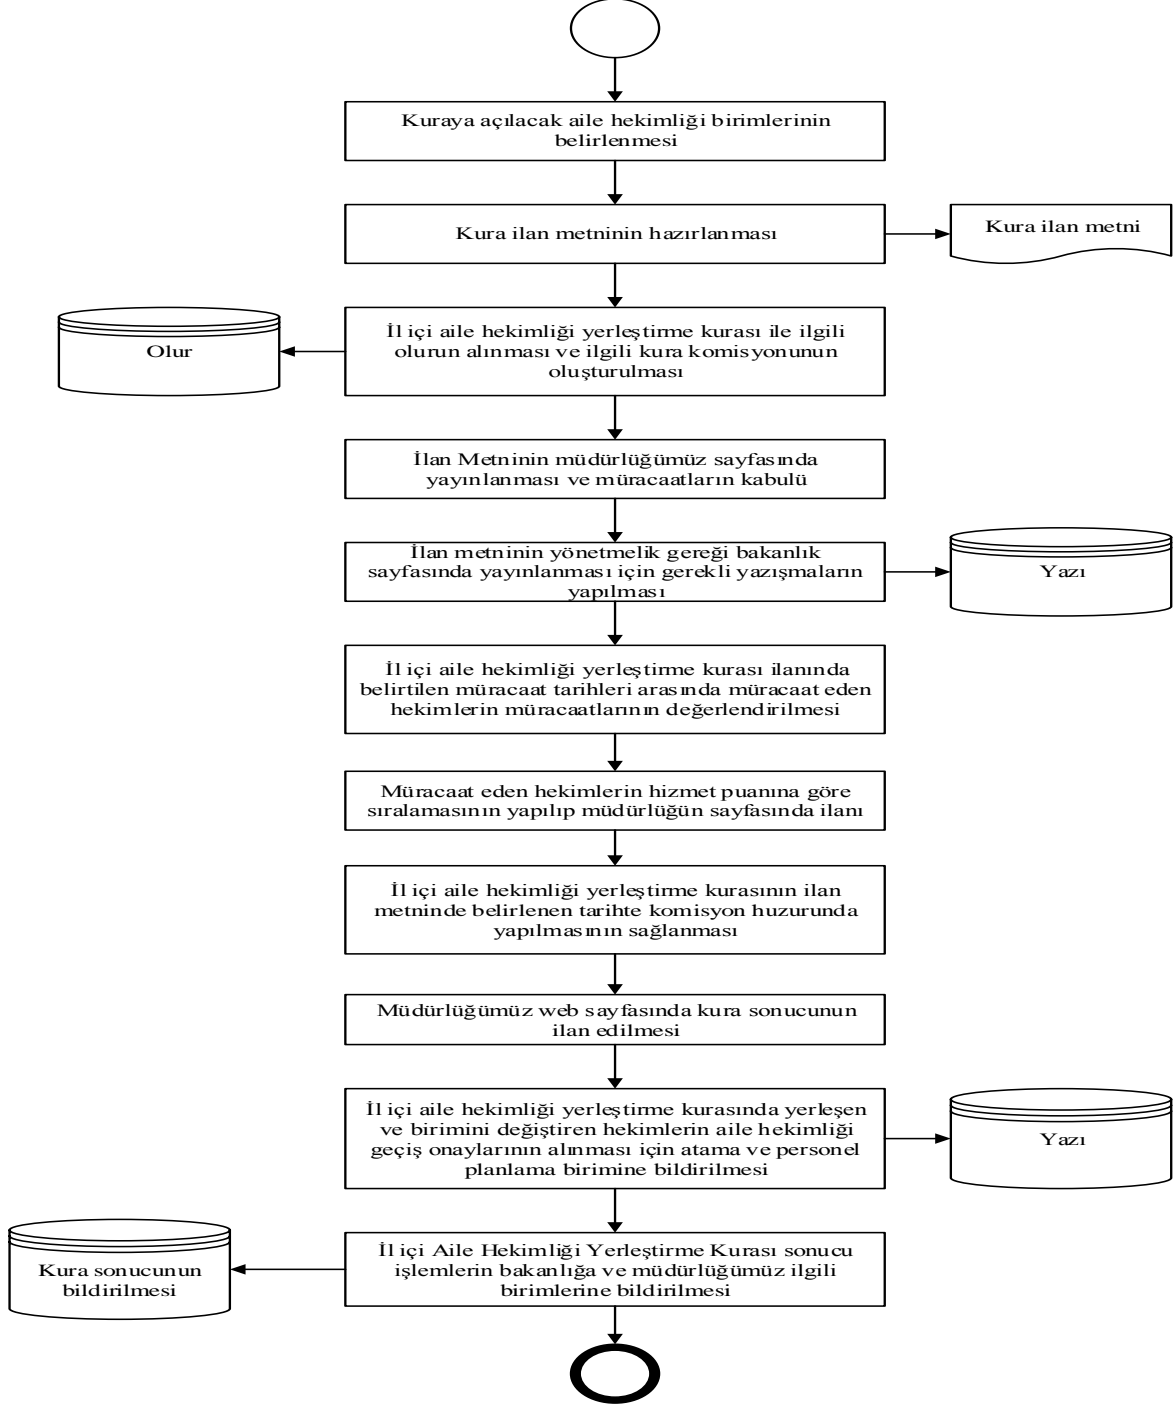 Kuraya açılacak aile hekimliği birimlerinin
belirlenmesi
Kura ilan metninin hazırlanması
Kura ilan metni
İl içi aile hekimliği yerleştirme kurası ile ilgili
olurun alınması ve ilgili kura komisyonunun
oluşturulması
Olur
İlan Metninin müdürlüğümüz sayfasında
yayınlanması ve müracaatların kabulü
İlan metninin yönetmelik gereği bakanlık
sayfasında yayınlanması için gerekli yazışmaların
yapılması
Yazı
İl içi aile hekimliği yerleştirme kurası ilanında
belirtilen müracaat tarihleri arasında müracaat eden
hekimlerin müracaatlarının değerlendirilmesi
Müracaat eden hekimlerin hizmet puanına göre
sıralamasının yapılıp müdürlüğün sayfasında ilanı
İl içi aile hekimliği yerleştirme kurasının ilan
metninde belirlenen tarihte komisyon huzurunda
yapılmasının sağlanması
Müdürlüğümüz web sayfasında kura sonucunun
ilan edilmesi
İl içi aile hekimliği yerleştirme kurasında yerleşen
ve birimini değiştiren hekimlerin aile hekimliği
geçiş onaylarının alınması için atama ve personel
planlama birimine bildirilmesi
Yazı
İl içi Aile Hekimliği Yerleştirme Kurası sonucu
işlemlerin bakanlığa ve müdürlüğümüz ilgili
birimlerine bildirilmesi
Kura sonucunun
bildirilmesi